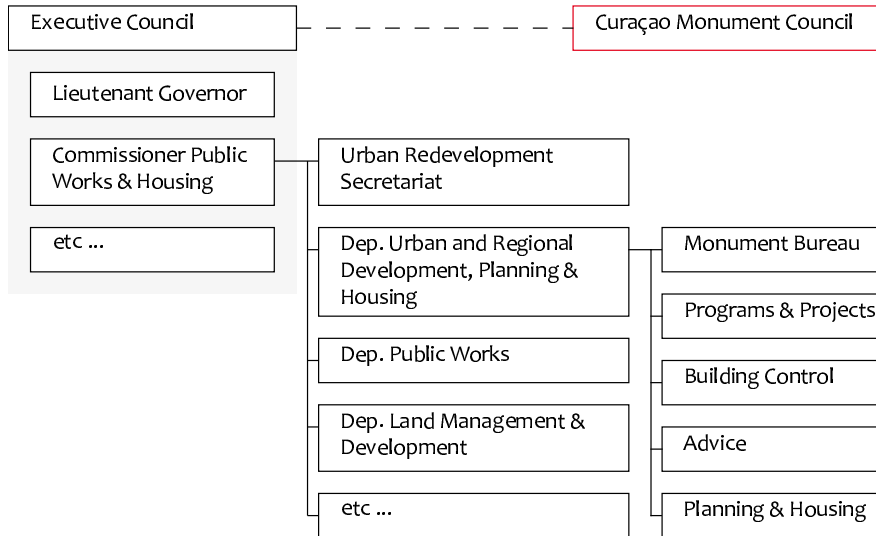 Executive Council
Curaçao Monument Council
Lieutenant Governor
Commissioner Public
Works & Housing
etc ...
Urban Redevelopment
Secretariat
Dep. Urban and Regional
Development, Planning &
Housing
Dep. Public Works
Dep. Land Management &
Development
etc ...
Monument Bureau
Programs & Projects
Building Control
Advice
Planning & Housing